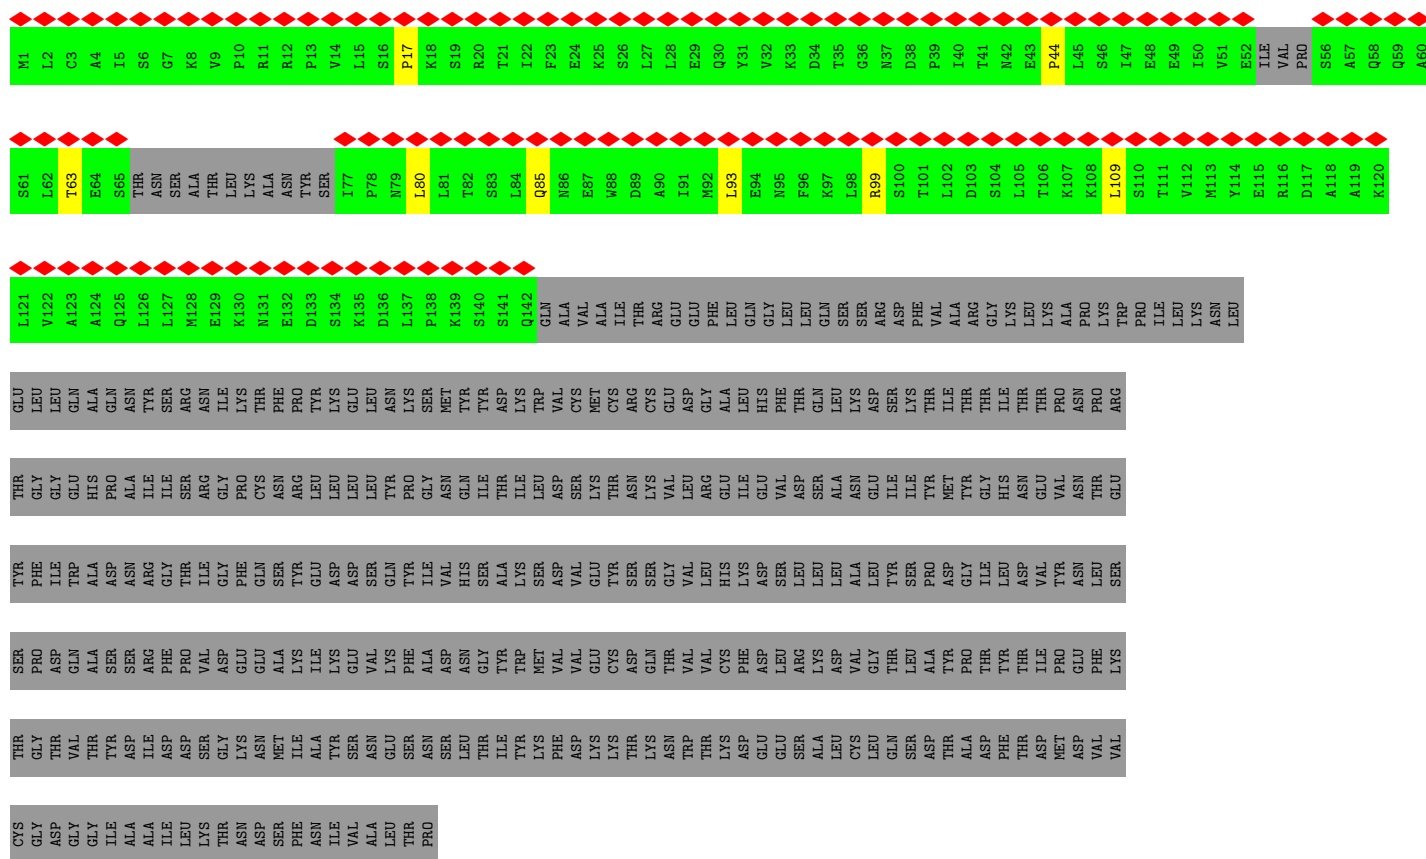 M1 L2 C3 A4 I5 S6 G7 K8 V9 P10 R11 R12 P13 V14 L15 S16 P17 K18 S19 R20 T21 I22 F23 E24 K25 S26 L27 L28 E29 Q30 Y31 V32 K33 D34 T35 G36 N37 D38 P39 I40 T41 N42 E43 P44 L45 S46 I47 E48 E49 I50 V51 E52 ILE VAL PRO S56 A57 Q58 Q59 A60
S61 L62 T63 E64 S65 THR ASN SER ALA THR LEU LYS ALA ASN TYR SER I77 P78 N79 L80 L81 T82 S83 L84 Q85 N86 E87 W88 D89 A90 I91 M92 L93 E94 N95 F96 K97 L98 R99 S100 T101 L102 D103 S104 L105 T106 K107 K108 L109 S110 T111 V112 M113 Y114 E115 R116 D117 A118 A119 K120
L121 V122 A123 A124 Q125 L126 L127 M128 E129 K130 N131 E132 D133 S134 K135 D136 L137 P138 K139 S140 S141 Q142 GLN ALA VAL ALA ILE THR ARG GLU GLU PHE LEU GLN GLY LEU LEU GLN SER SER ARG ASP PHE VAL ALA ARG GLY LYS LEU LYS ALA PRO LYS TRP PRO ILE LEU LYS ASN LEU
GLU LEU LEU GLN ALA GLN ASN TYR SER ARG ASN ILE LYS THR PHE PRO TYR LYS GLU LEU ASN LYS SER MET TYR TYR ASP LYS TRP VAL CYS MET CYS ARG CYS GLU ASP GLY ALA LEU HIS PHE THR GLN LEU LYS ASP SER LYS THR ILE THR THR ILE THR THR PRO ASN PRO ARG
THR GLY GLY GLU HIS PRO ALA ILE ILE SER ARG GLY PRO CYS ASN ARG LEU LEU LEU LEU TYR PRO GLY ASN GLN ILE THR ILE LEU ASP SER LYS THR ASN LYS VAL LEU ARG GLU ILE GLU VAL ASP SER ALA ASN GLU ILE ILE TYR MET TYR GLY HIS ASN GLU VAL ASN THR GLU
TYR PHE ILE TRP ALA ASP ASN ARG GLY THR ILE GLY PHE GLN SER TYR GLU ASP ASP SER GLN TYR ILE VAL HIS SER ALA LYS SER ASP VAL GLU TYR SER SER GLY VAL LEU HIS LYS ASP SER LEU LEU LEU ALA LEU TYR SER PRO ASP GLY ILE LEU ASP VAL TYR ASN LEU SER
SER PRO ASP GLN ALA SER SER ARG PHE PRO VAL ASP GLU GLU ALA LYS ILE LYS GLU VAL LYS PHE ALA ASP ASN GLY TYR TRP MET VAL VAL GLU CYS ASP GLN THR VAL VAL CYS PHE ASP LEU ARG LYS ASP VAL GLY THR LEU ALA TYR PRO THR TYR THR ILE PRO GLU PHE LYS
THR GLY THR VAL THR TYR ASP ILE ASP ASP SER GLY LYS ASN MET ILE ALA TYR SER ASN GLU SER ASN SER LEU THR ILE TYR LYS PHE ASP LYS LYS THR LYS ASN TRP THR LYS ASP GLU GLU SER ALA LEU CYS LEU GLN SER ASP THR ALA ASP PHE THR ASP MET ASP VAL VAL
CYS GLY ASP GLY GLY ILE ALA ALA ILE LEU LYS THR ASN ASP SER PHE ASN ILE VAL ALA LEU THR PRO